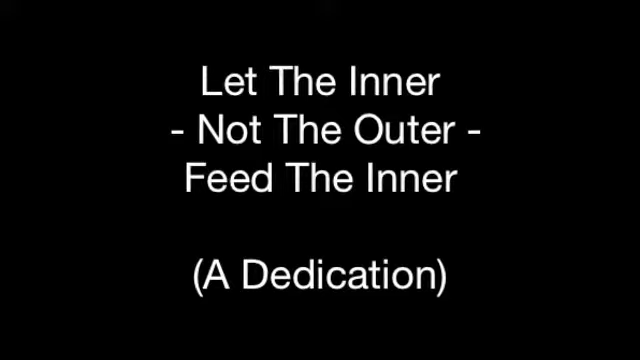 Let The Inner
- Not The Outer -
Feed The Inner
(A Dedication)